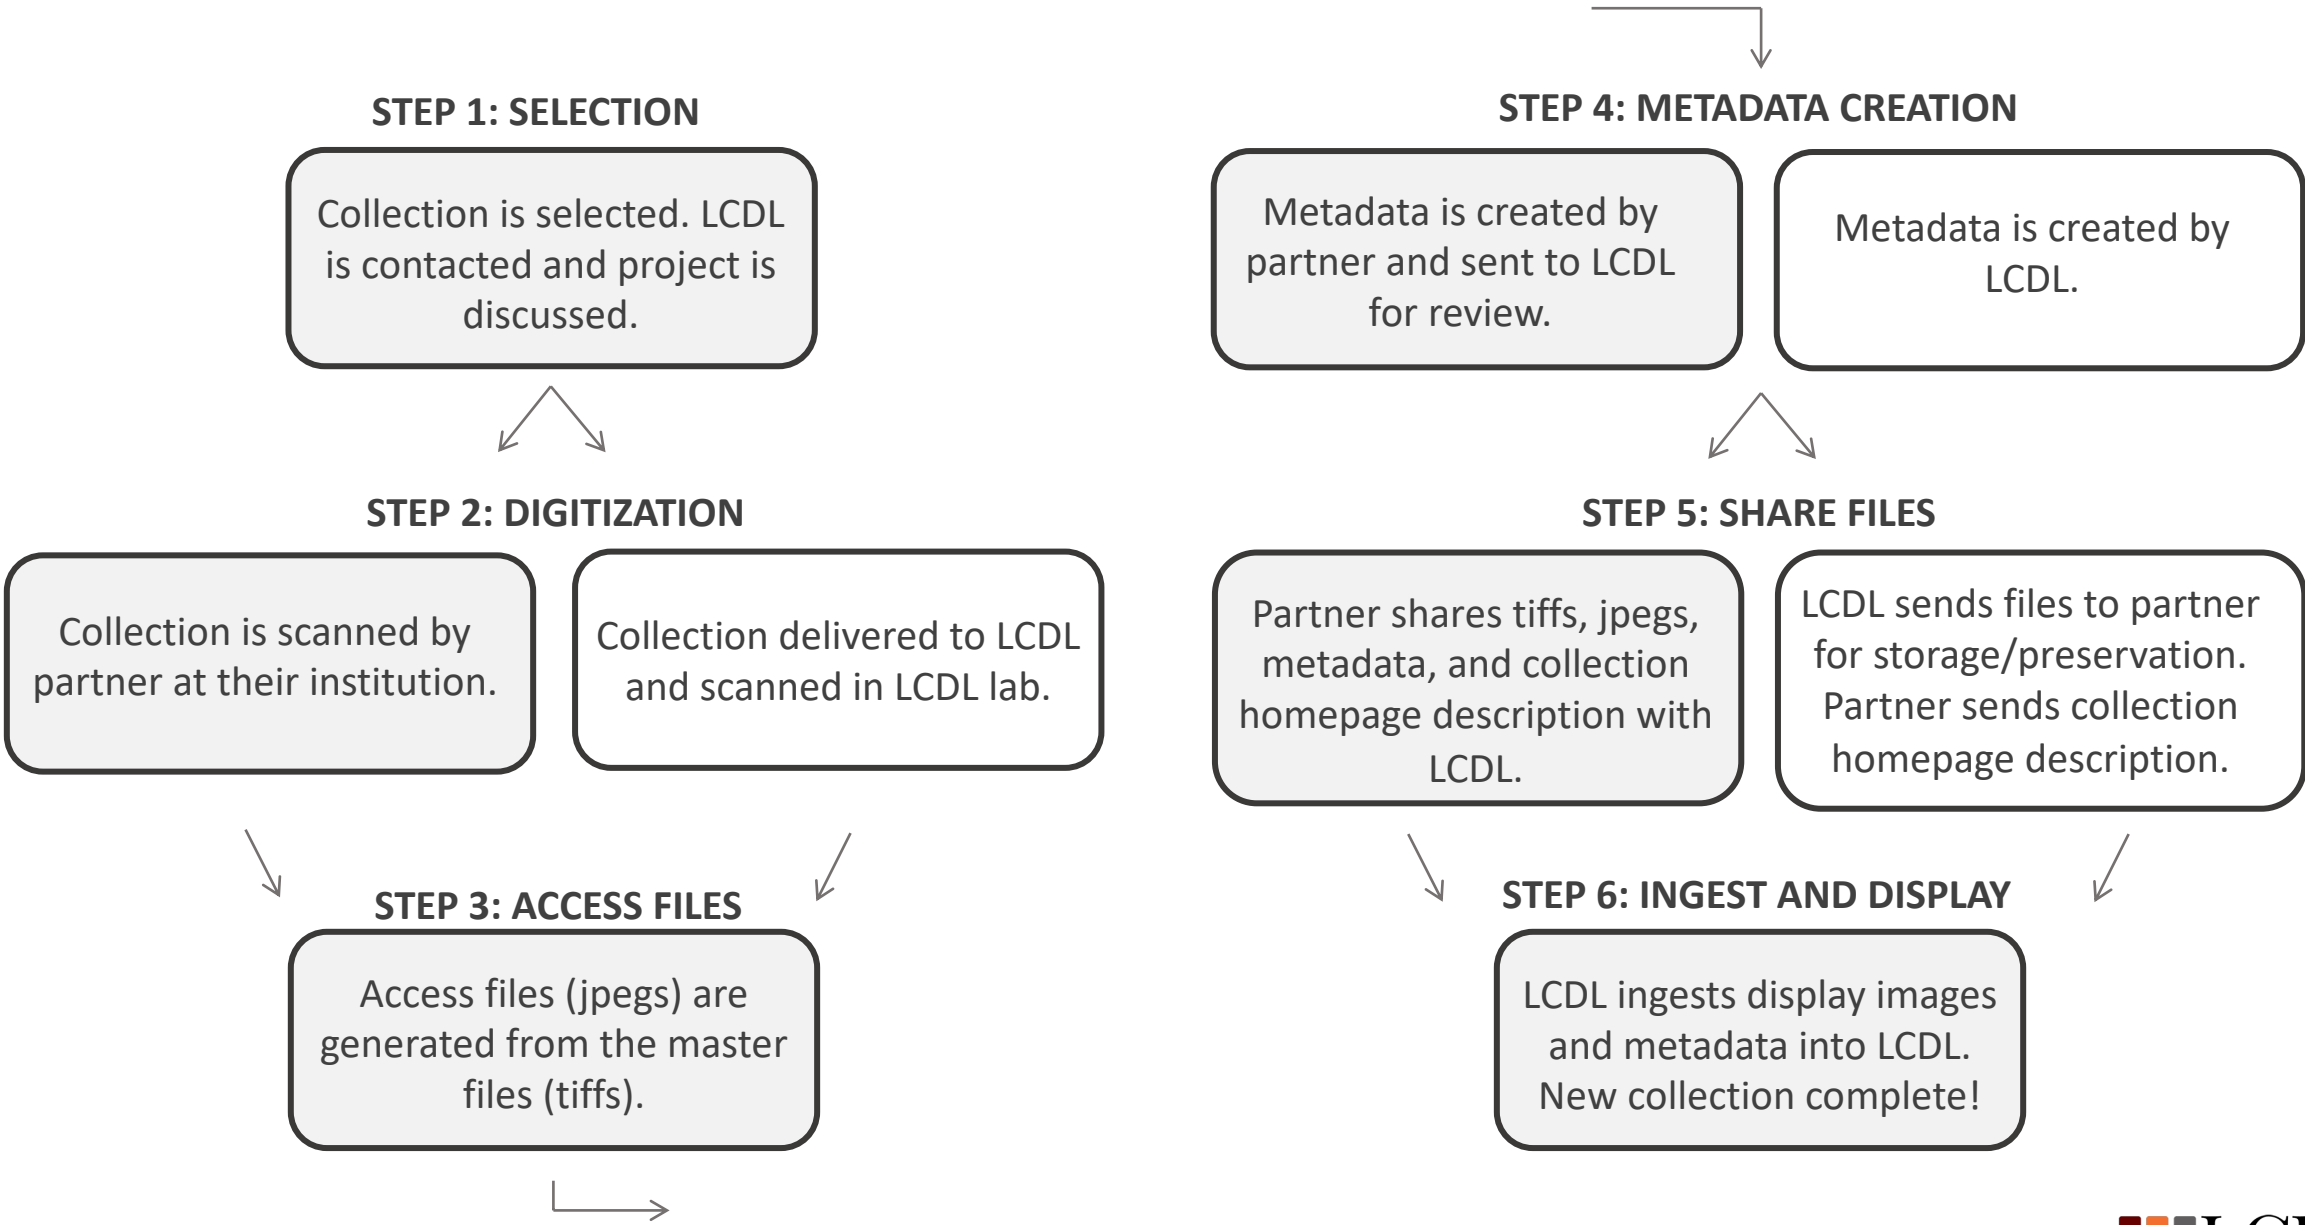 STEP 1: SELECTION
Collection is selected. LCDL
is contacted and project is
discussed.
STEP 2: DIGITIZATION
Collection is scanned by
partner at their institution.
Collection delivered to LCDL
and scanned in LCDL lab.
STEP 3: ACCESS FILES
Access files (jpegs) are
generated from the master
files (tiffs).
STEP 4: METADATA CREATION
Metadata is created by
partner and sent to LCDL
for review.
Metadata is created by
LCDL.
STEP 5: SHARE FILES
Partner shares tiffs, jpegs,
metadata, and collection
homepage description with
LCDL.
LCDL sends files to partner
for storage/preservation.
Partner sends collection
homepage description.
STEP 6: INGEST AND DISPLAY
LCDL ingests display images
and metadata into LCDL.
New collection complete!